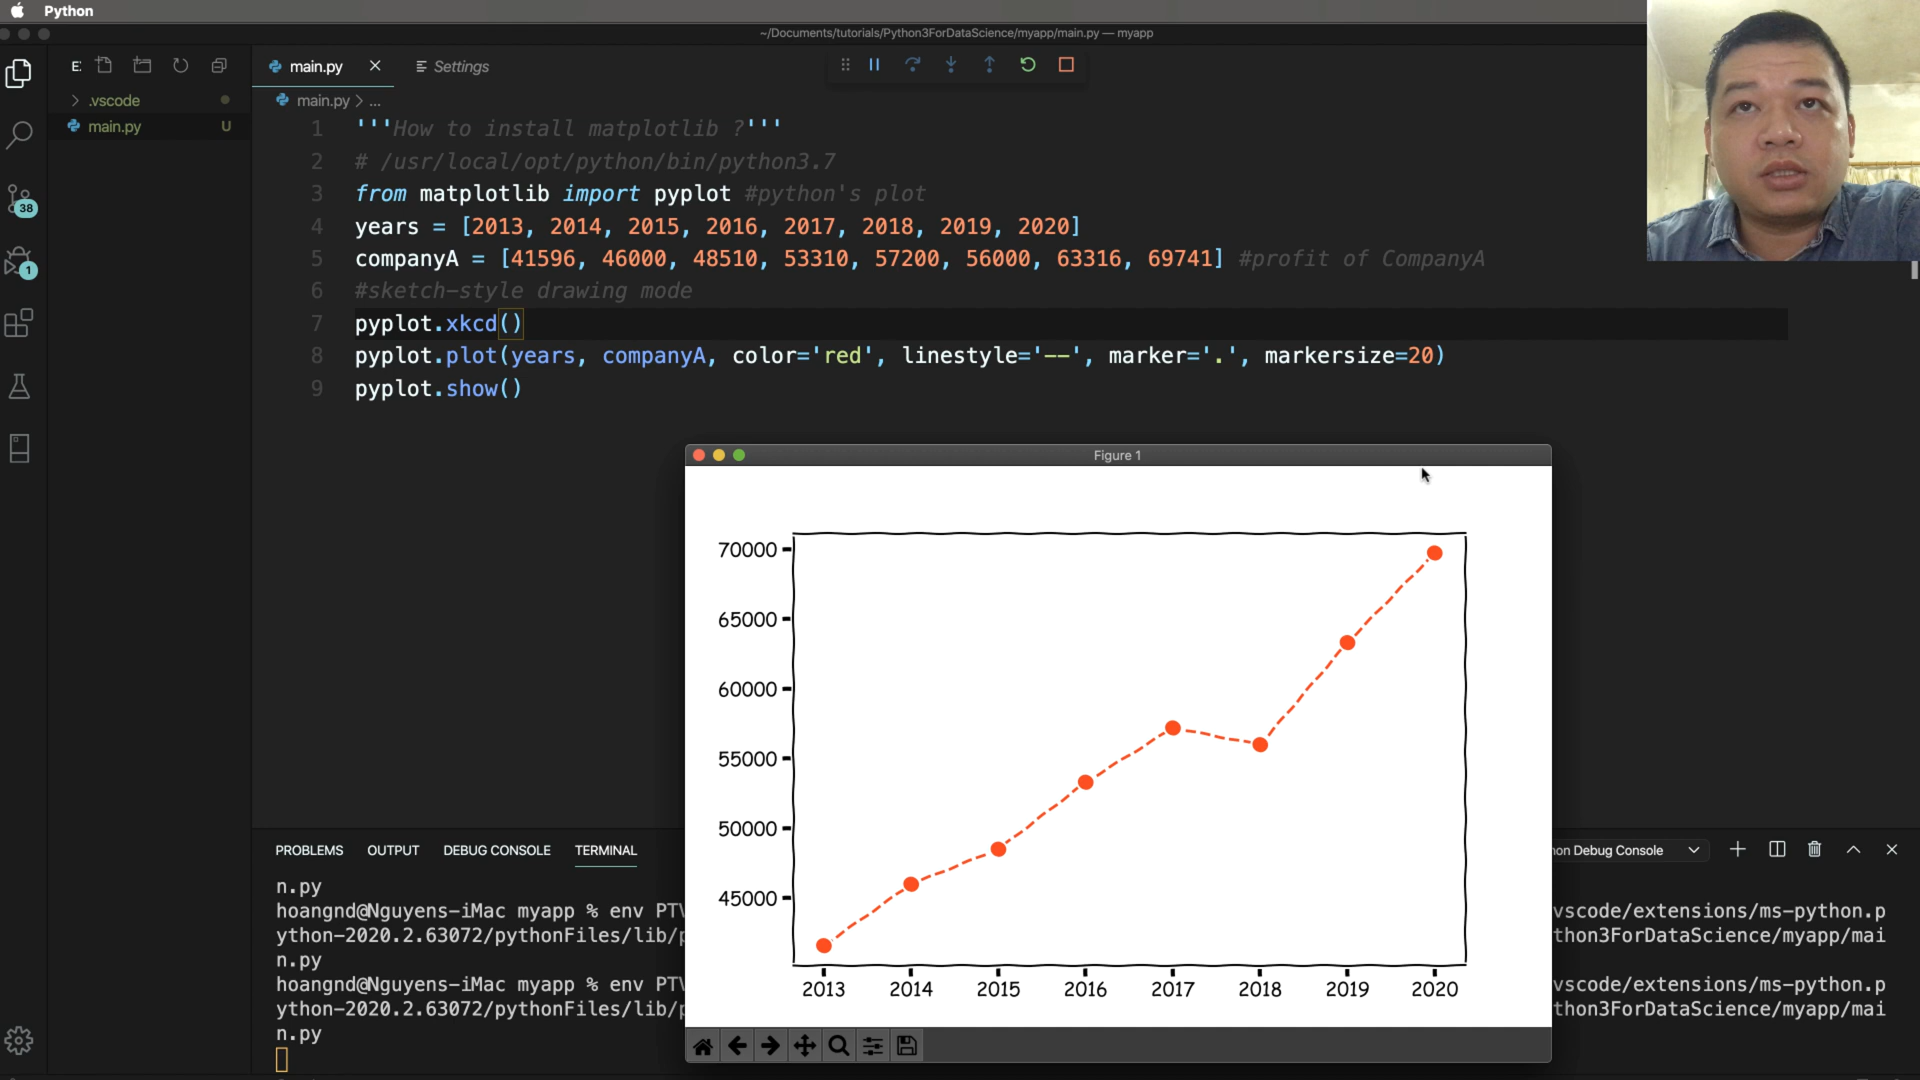 Python
~/Documents/tutorials/Python3ForDataScience/myapp/main.py — myapp
E:
main.py
Settings
.vscode
main.py U
main.py > ...
38
1
1 '''How to install matplotlib ?'''
2 # /usr/local/opt/python/bin/python3.7
3 from matplotlib import pyplot #python's plot
4 years = [2013, 2014, 2015, 2016, 2017, 2018, 2019, 2020]
5 companyA = [41596, 46000, 48510, 53310, 57200, 56000, 63316, 69741] #profit of CompanyA
6 #sketch-style drawing mode
7 pyplot.xkcd()
8 pyplot.plot(years, companyA, color='red', linestyle='--', marker='.', markersize=20)
9 pyplot.show()
Figure 1
70000
65000
60000
55000
50000
45000
2013 2014 2015 2016 2017 2018 2019 2020
PROBLEMS OUTPUT DEBUG CONSOLE TERMINAL
on Debug Console
n.py
hoangnd@Nguyens-iMac myapp % env PT
vscode/extensions/ms-python.p
ython-2020.2.63072/pythonFiles/lib/
thon3ForDataScience/myapp/mai
n.py
hoangnd@Nguyens-iMac myapp % env PT
vscode/extensions/ms-python.p
ython-2020.2.63072/pythonFiles/lib/
thon3ForDataScience/myapp/mai
n.py